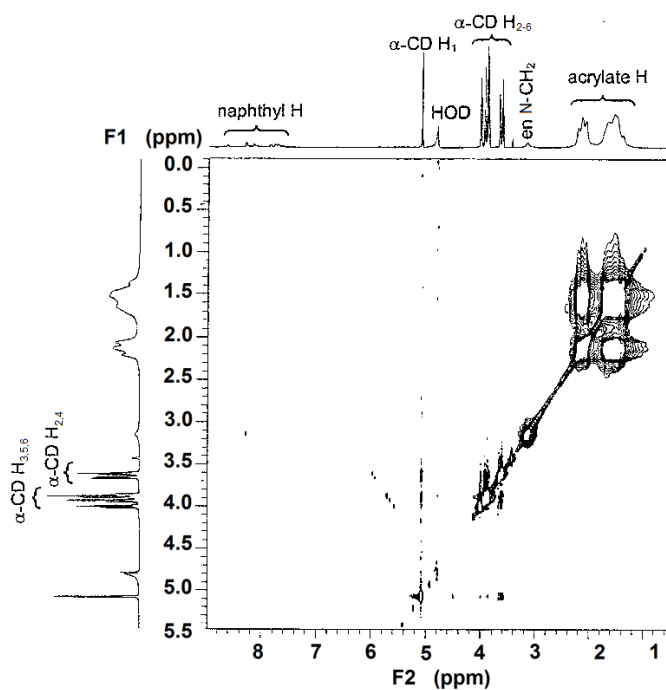 α-CD H2-6
α-CD H1
en N-CH2
acrylate H
naphthyl H
HOD
F1 (ppm)
0.0
0.5
1.0
1.5
2.0
2.5
3.0
3.5
4.0
4.5
5.0
5.5
α-CD H3,5,6
α-CD H2,4
8 7 6 5 4 3 2 1
F2 (ppm)